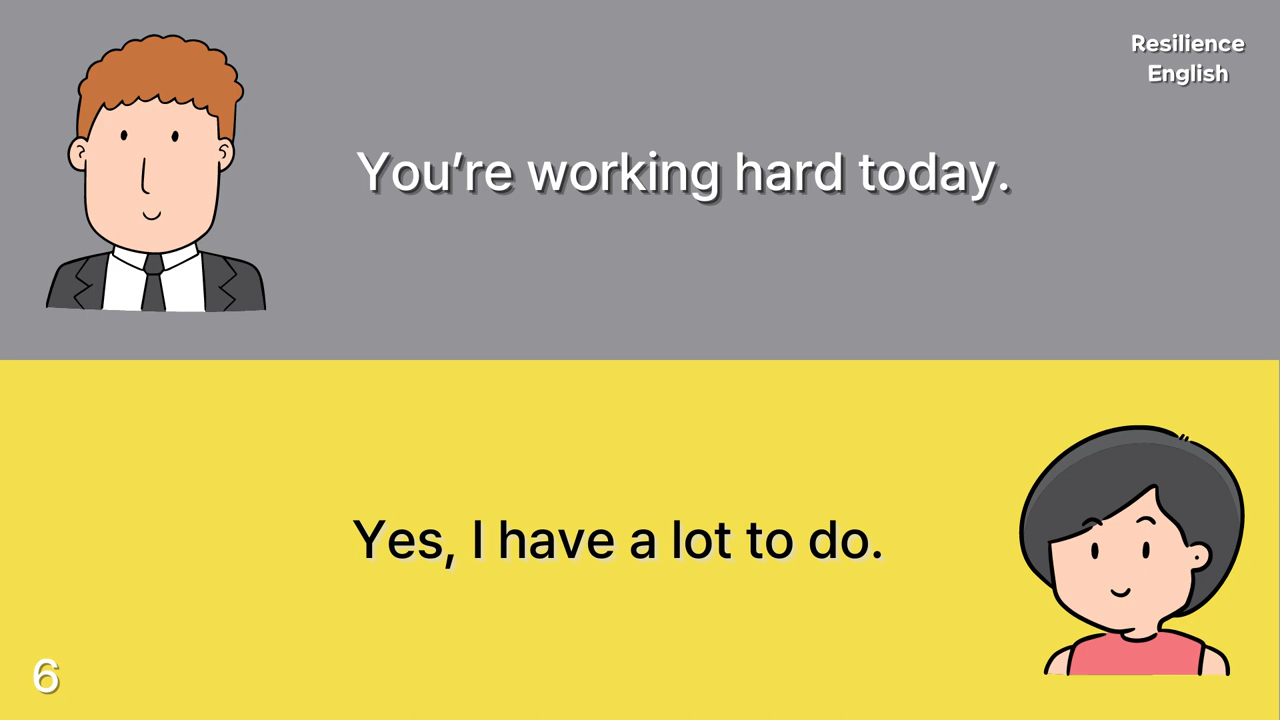 Resilience
English
You’re working hard today.
Yes, I have a lot to do.
6